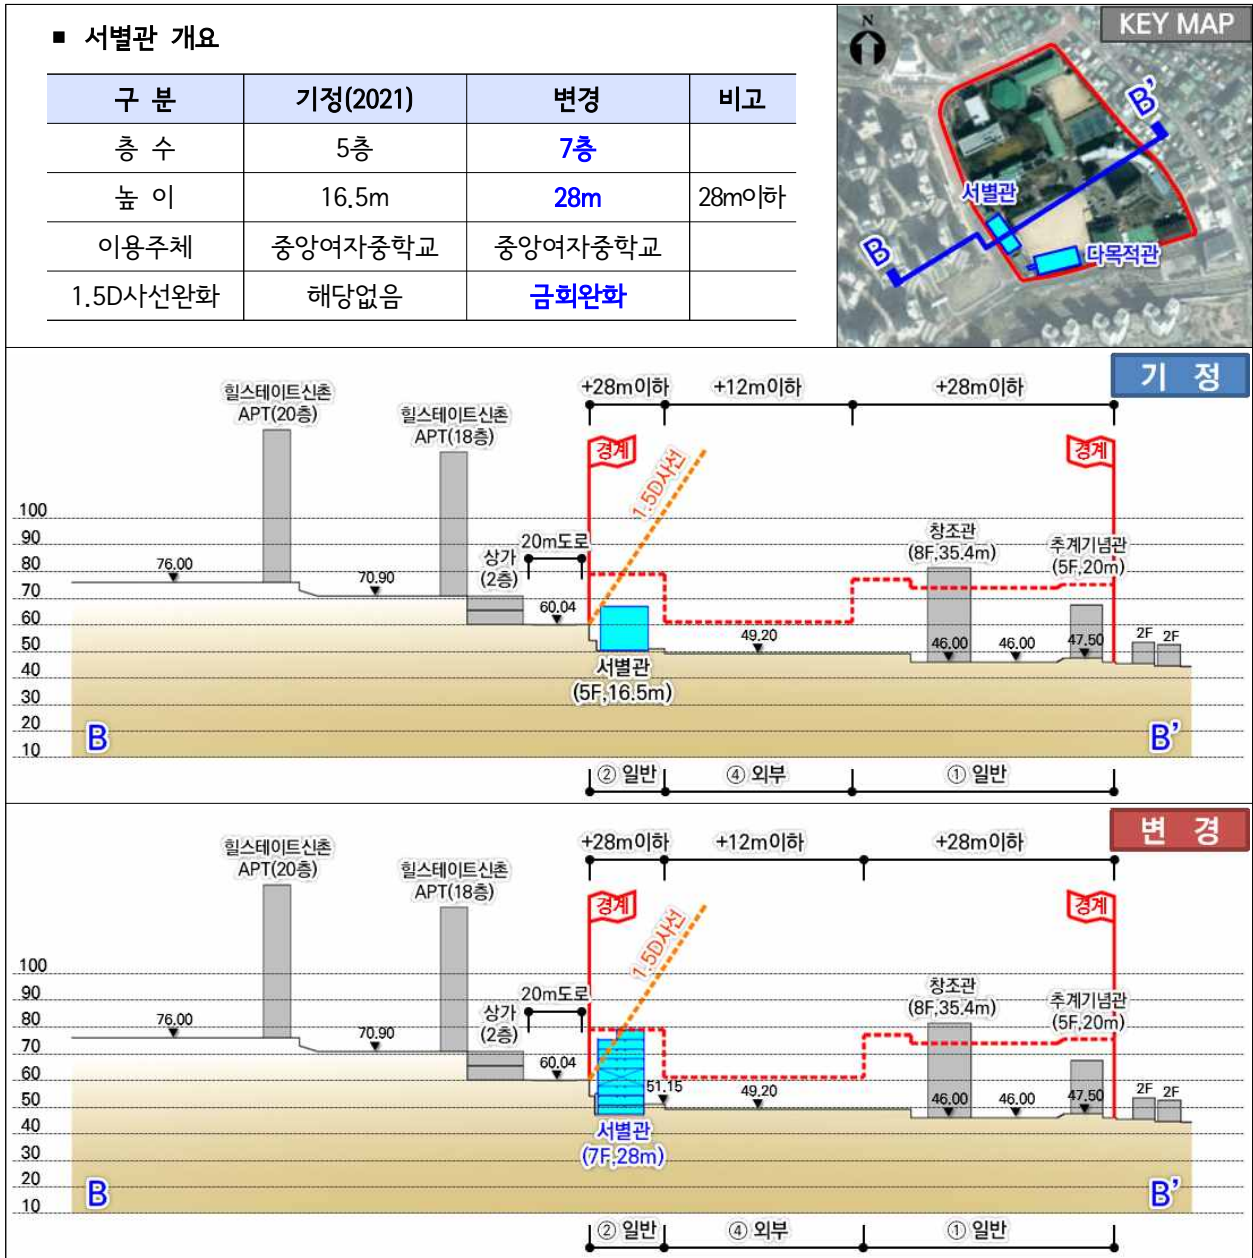 ■ 서별관 개요
구 분 기정(2021) 변경 비고
층 수 5층 7층
높 이 16.5m 28m 28m이하
이용주체 중앙여자중학교 중앙여자중학교
1.5D사선완화 해당없음 금회완화
KEY MAP
N
B'
서별관
B
다목적관
기 정
+28m이하 +12m이하 +28m이하
힐스테이트신촌
APT(20층)
힐스테이트신촌
APT(18층)
경계 경계
1.5D사선
100
90
80
70
60
50
40
30
20
10
76.00
70.90
상가
(2층)
20m도로
60.04
서별관
(5F,16.5m)
49.20
창조관
(8F,35.4m)
46.00
46.00
추계기념관
(5F,20m)
47.50
2F 2F
B B'
② 일반 ④ 외부 ① 일반
변 경
+28m이하 +12m이하 +28m이하
힐스테이트신촌
APT(20층)
힐스테이트신촌
APT(18층)
경계 경계
1.5D사선
100
90
80
70
60
50
40
30
20
10
76.00
70.90
상가
(2층)
20m도로
60.04
서별관
(7F,28m)
51.15
49.20
창조관
(8F,35.4m)
46.00
46.00
추계기념관
(5F,20m)
47.50
2F 2F
B B'
② 일반 ④ 외부 ① 일반